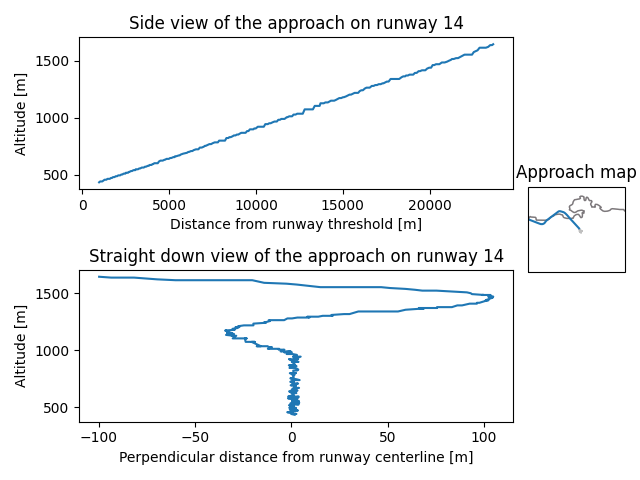 Side view of the approach on runway 14
Altitude [m]
1500
1000
500
0
5000
10000
15000
20000
Distance from runway threshold [m]
Approach map
Straight down view of the approach on runway 14
Altitude [m]
1500
1000
500
−100
−50
0
50
100
Perpendicular distance from runway centerline [m]